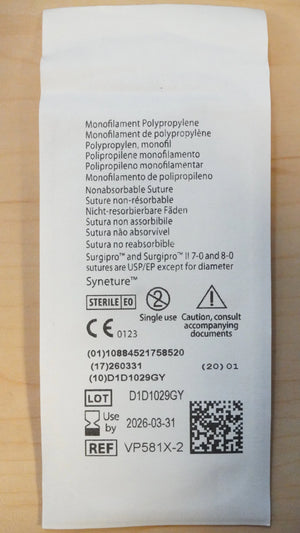 Monofilament Polypropylene
Monofilament de polypropylène
Polypropylen, monofil
Polipropilene monofilamento
Polipropileno monofilamentar
Monofilamento de polipropileno
Nonabsorbable Suture
Suture non-résorbable
Nicht-resorbierbare Fäden
Sutura non assorbibile
Sutura não absorvível
Sutura no reabsorbible
Surgipro™ and Surgipro™ II 7-0 and 8-0
sutures are USP/EP except for diameter
Syneture™
STERILE EO
2
Single use
Caution, consult
accompanying
documents
CE 0123
(01)10884521758520
(17)260331 (20)01
(10)D1D1029GY
LOT D1D1029GY
Use
by 2026-03-31
REF VP581X-2